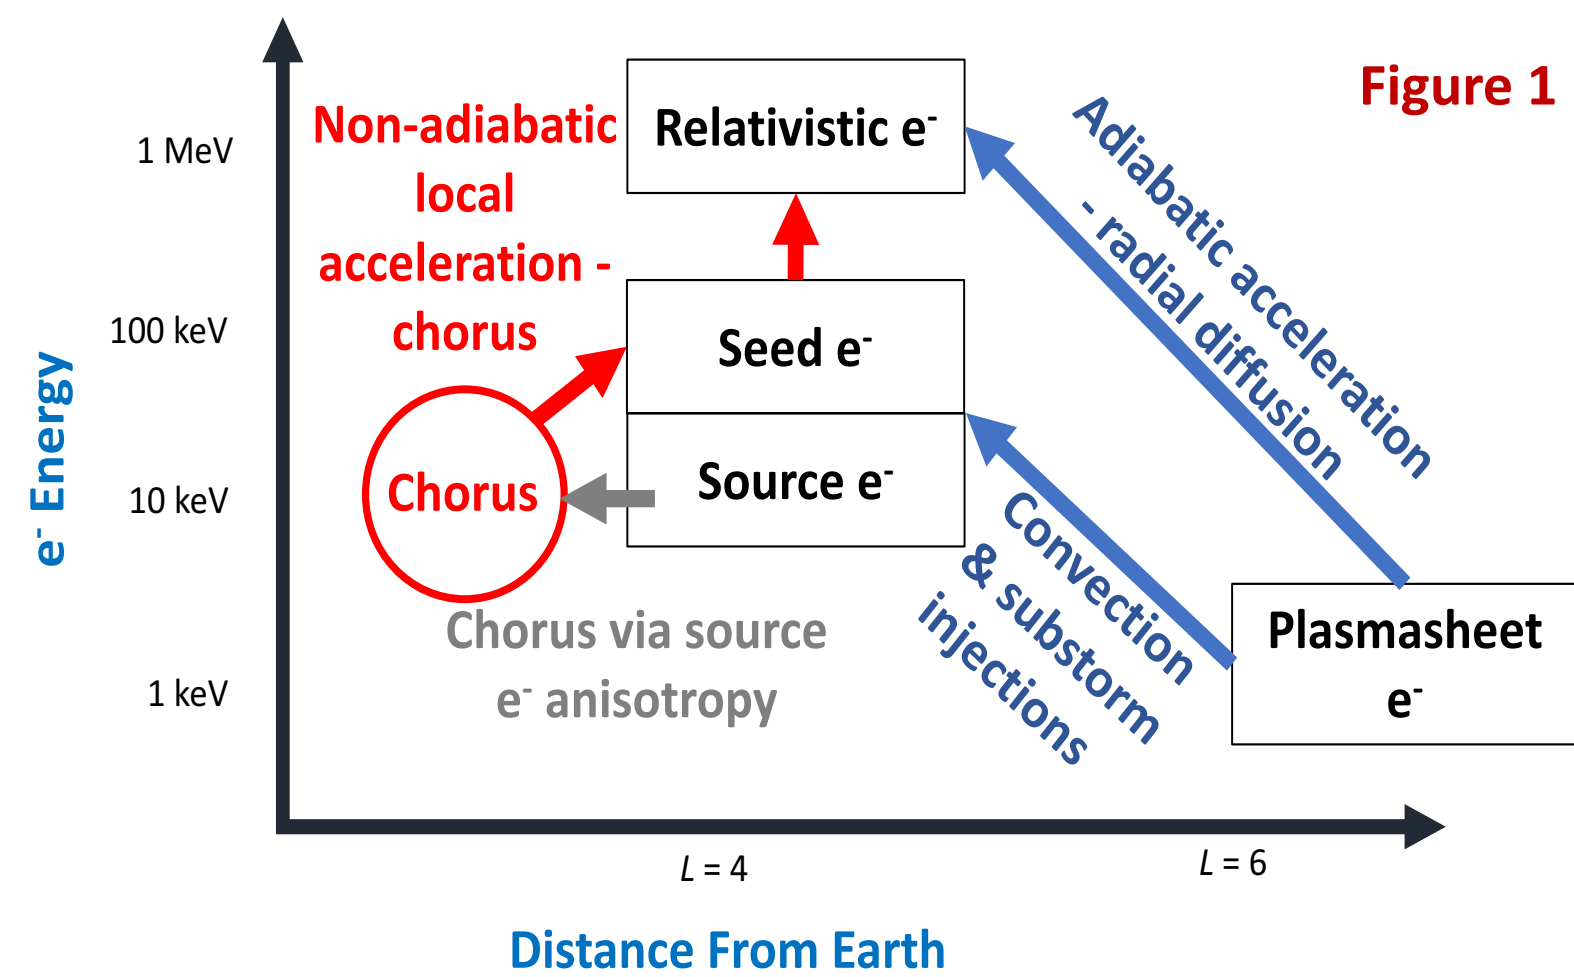 Figure 1
Non-adiabatic
local
acceleration -
chorus
Relativistic e⁻
Adiabatic acceleration
- radial diffusion
1 MeV
100 keV
10 keV
1 keV
e⁻ Energy
Seed e⁻
Source e⁻
Chorus
Chorus via source
e⁻ anisotropy
Convection
& substorm
injections
Plasmasheet
e⁻
L = 4
L = 6
Distance From Earth